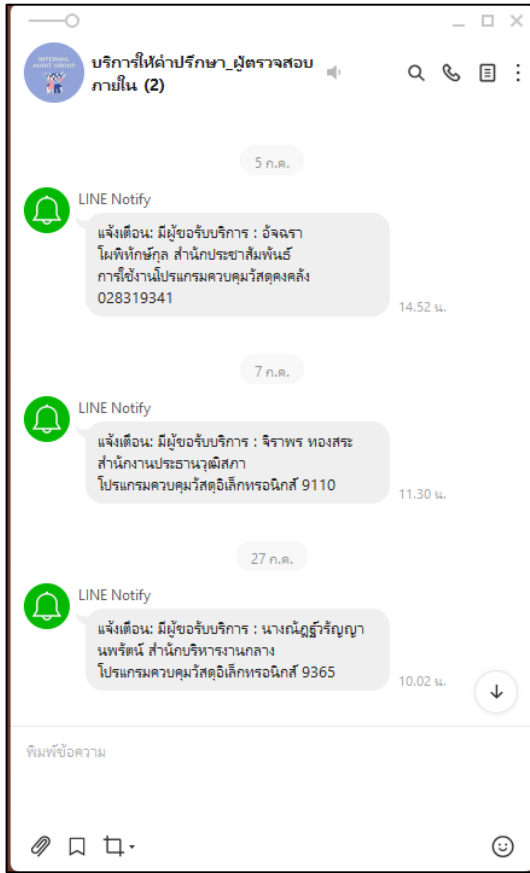 INTERNAL
AUDIT GROUP
บริการให้คำปรึกษา_ผู้ตรวจสอบ
ภายใน (2)
5 ก.ค.
LINE Notify
แจ้งเตือน: มีผู้ขอรับบริการ : อัจฉรา
โผพิทักษ์กุล สำนักประชาสัมพันธ์
การใช้งานโปรแกรมควบคุมวัสดุคงคลัง
028319341
14.52 น.
7 ก.ค.
LINE Notify
แจ้งเตือน: มีผู้ขอรับบริการ : จิราพร ทองสระ
สำนักงานประธานวุฒิสภา
โปรแกรมควบคุมวัสดุอิเล็กทรอนิกส์ 9110
11.30 น.
27 ก.ค.
LINE Notify
แจ้งเตือน: มีผู้ขอรับบริการ : นางณัฎฐ์วรัญญา
นพรัตน์ สำนักบริหารงานกลาง
โปรแกรมควบคุมวัสดุอิเล็กทรอนิกส์ 9365
10.02 น.
พิมพ์ข้อความ